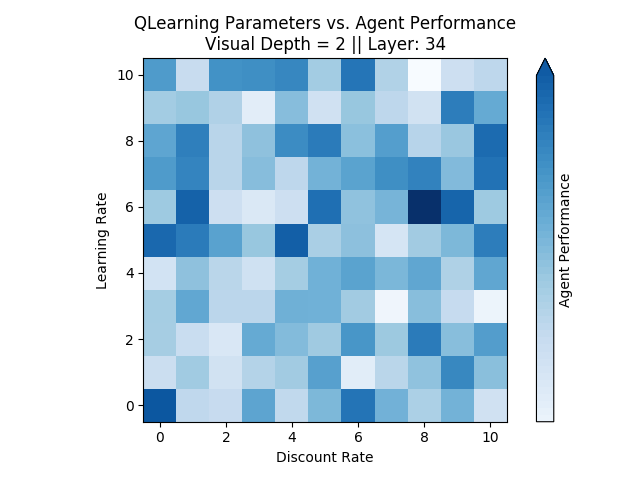 QLearning Parameters vs. Agent Performance
Visual Depth = 2 || Layer: 34
10
8
6
4
2
0
Learning Rate
0 2 4 6 8 10
Discount Rate
Agent Performance